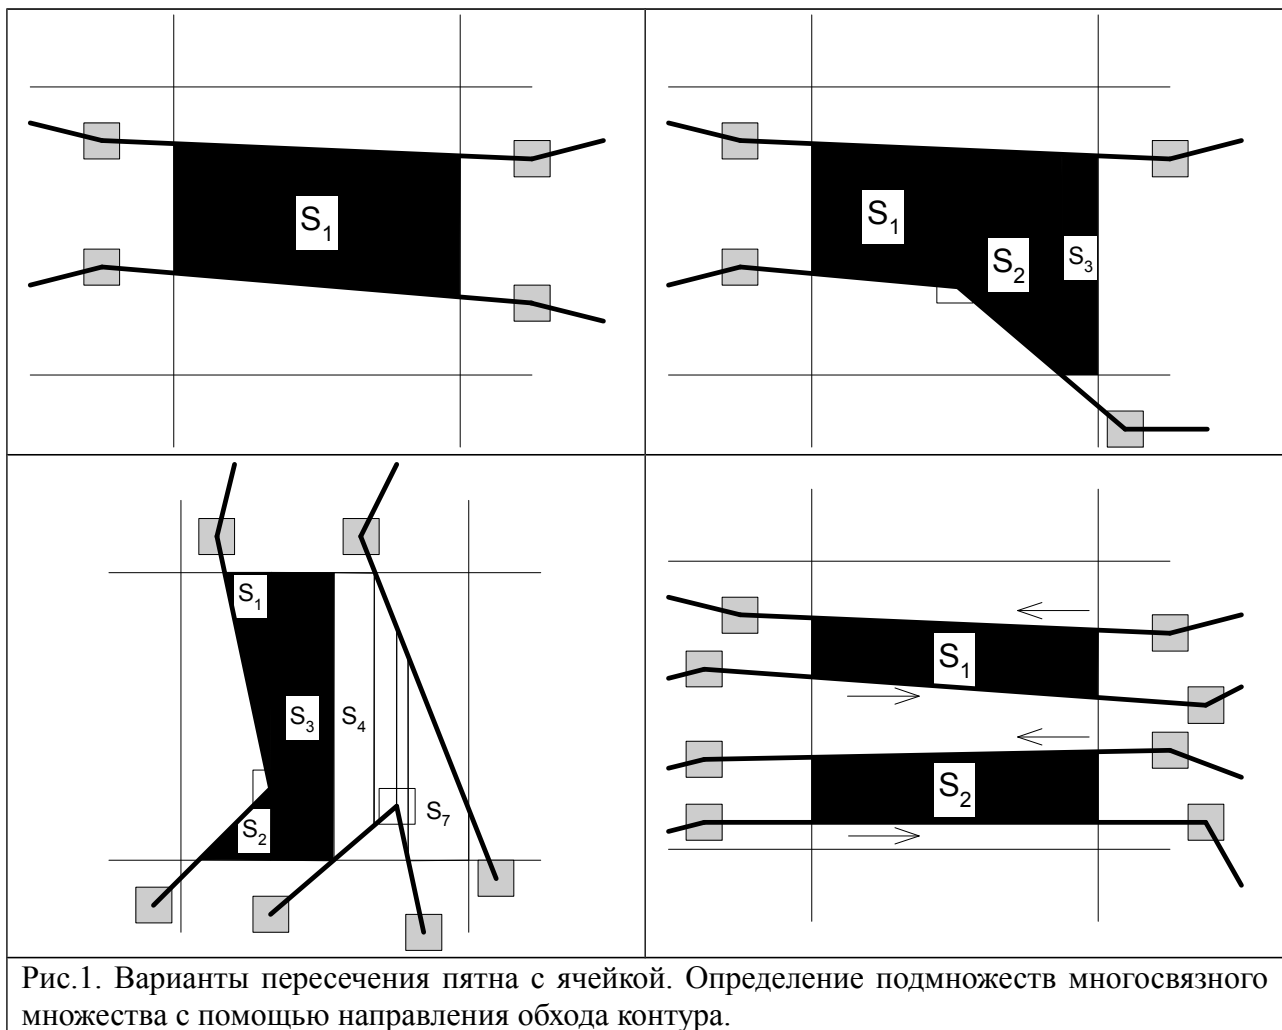 S₁
S₁
S₂
S₃
S₁
S₃
S₄
S₂
S₇
S₁
S₂
Рис.1. Варианты пересечения пятна с ячейкой. Определение подмножеств многосвязного
множества с помощью направления обхода контура.